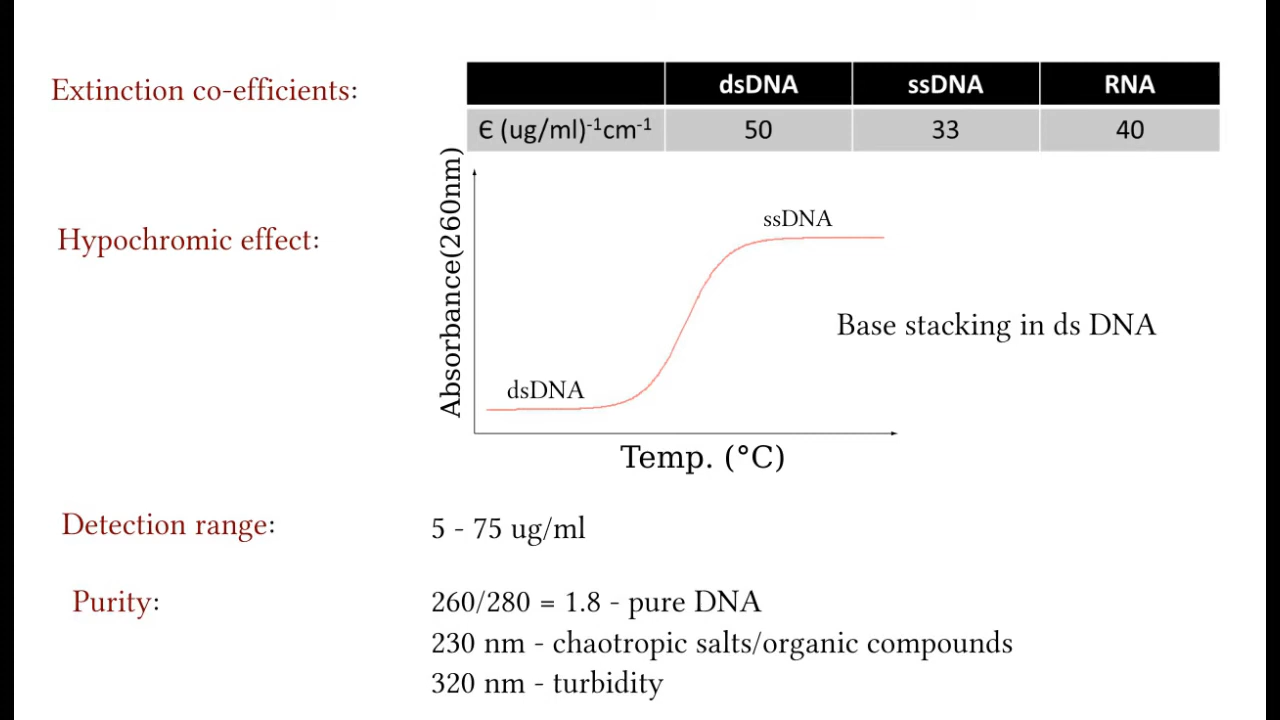 Extinction co-efficients:
dsDNA ssDNA RNA
Є (ug/ml)-1cm-1 50 33 40
Hypochromic effect:
Absorbance(260nm)
ssDNA
Base stacking in ds DNA
dsDNA
Temp. (°C)
Detection range: 5 - 75 ug/ml
Purity: 260/280 = 1.8 - pure DNA
230 nm - chaotropic salts/organic compounds
320 nm - turbidity